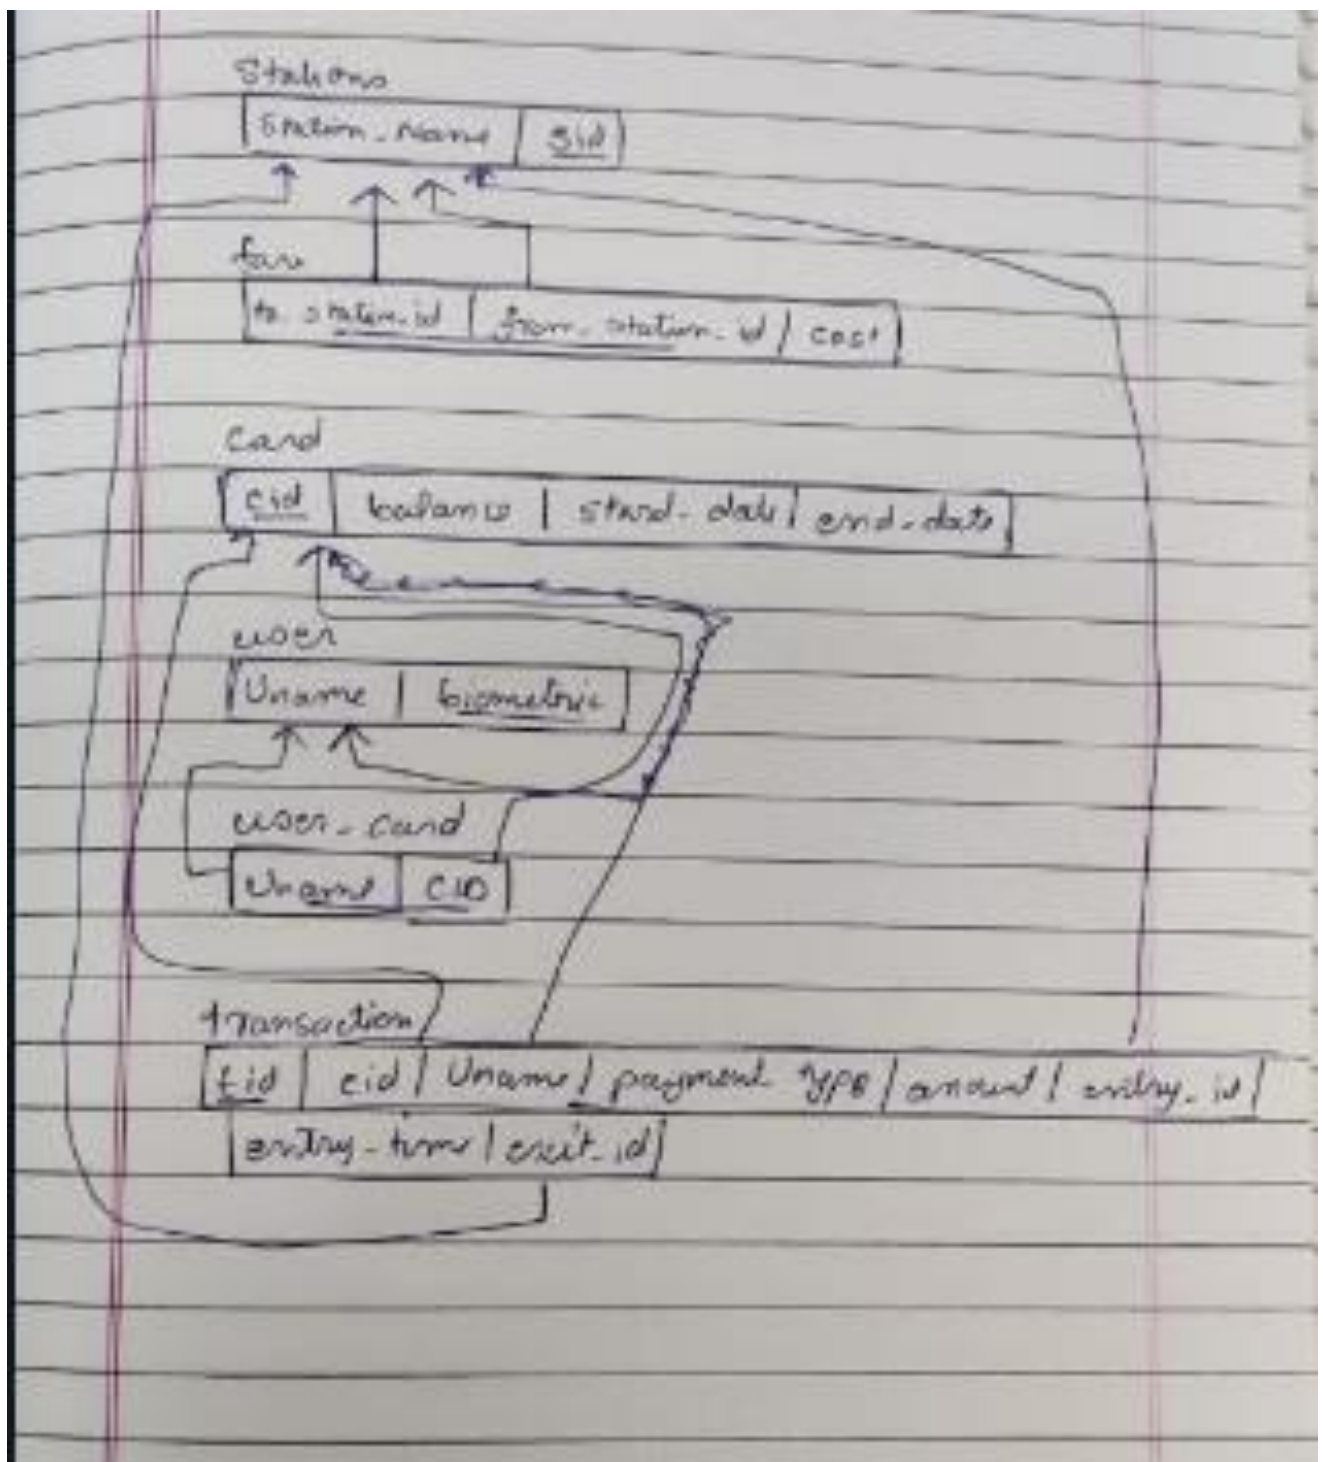 Stations
Station_Name | Sid
fare
to_station_id | from_station_id | cost
Card
Cid | balance | start_date | end_date
user
Uname | biometric
user_card
Uname | CID
transaction
tid | cid | Uname | payment type | amount | entry_id |
entry_time | exit_id